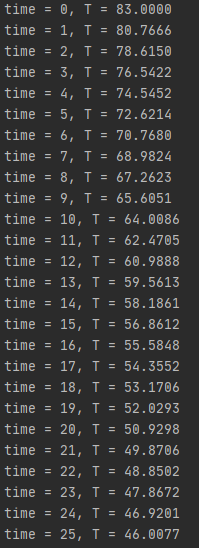 time = 0, T = 83.0000
time = 1, T = 80.7666
time = 2, T = 78.6150
time = 3, T = 76.5422
time = 4, T = 74.5452
time = 5, T = 72.6214
time = 6, T = 70.7680
time = 7, T = 68.9824
time = 8, T = 67.2623
time = 9, T = 65.6051
time = 10, T = 64.0086
time = 11, T = 62.4705
time = 12, T = 60.9888
time = 13, T = 59.5613
time = 14, T = 58.1861
time = 15, T = 56.8612
time = 16, T = 55.5848
time = 17, T = 54.3552
time = 18, T = 53.1706
time = 19, T = 52.0293
time = 20, T = 50.9298
time = 21, T = 49.8706
time = 22, T = 48.8502
time = 23, T = 47.8672
time = 24, T = 46.9201
time = 25, T = 46.0077